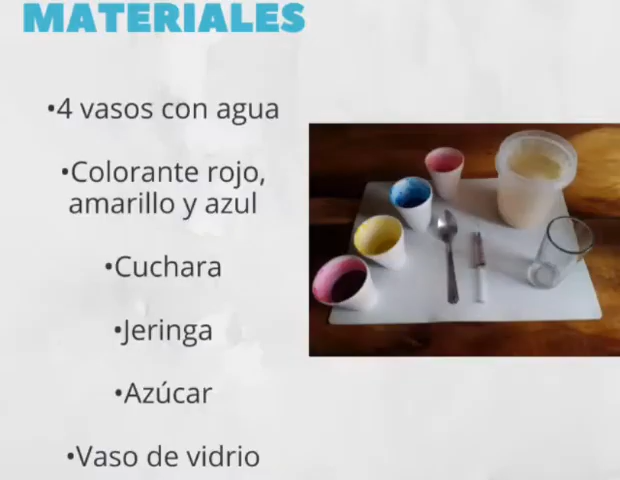 MATERIALES
•4 vasos con agua
•Colorante rojo,
amarillo y azul
•Cuchara
•Jeringa
•Azúcar
•Vaso de vidrio